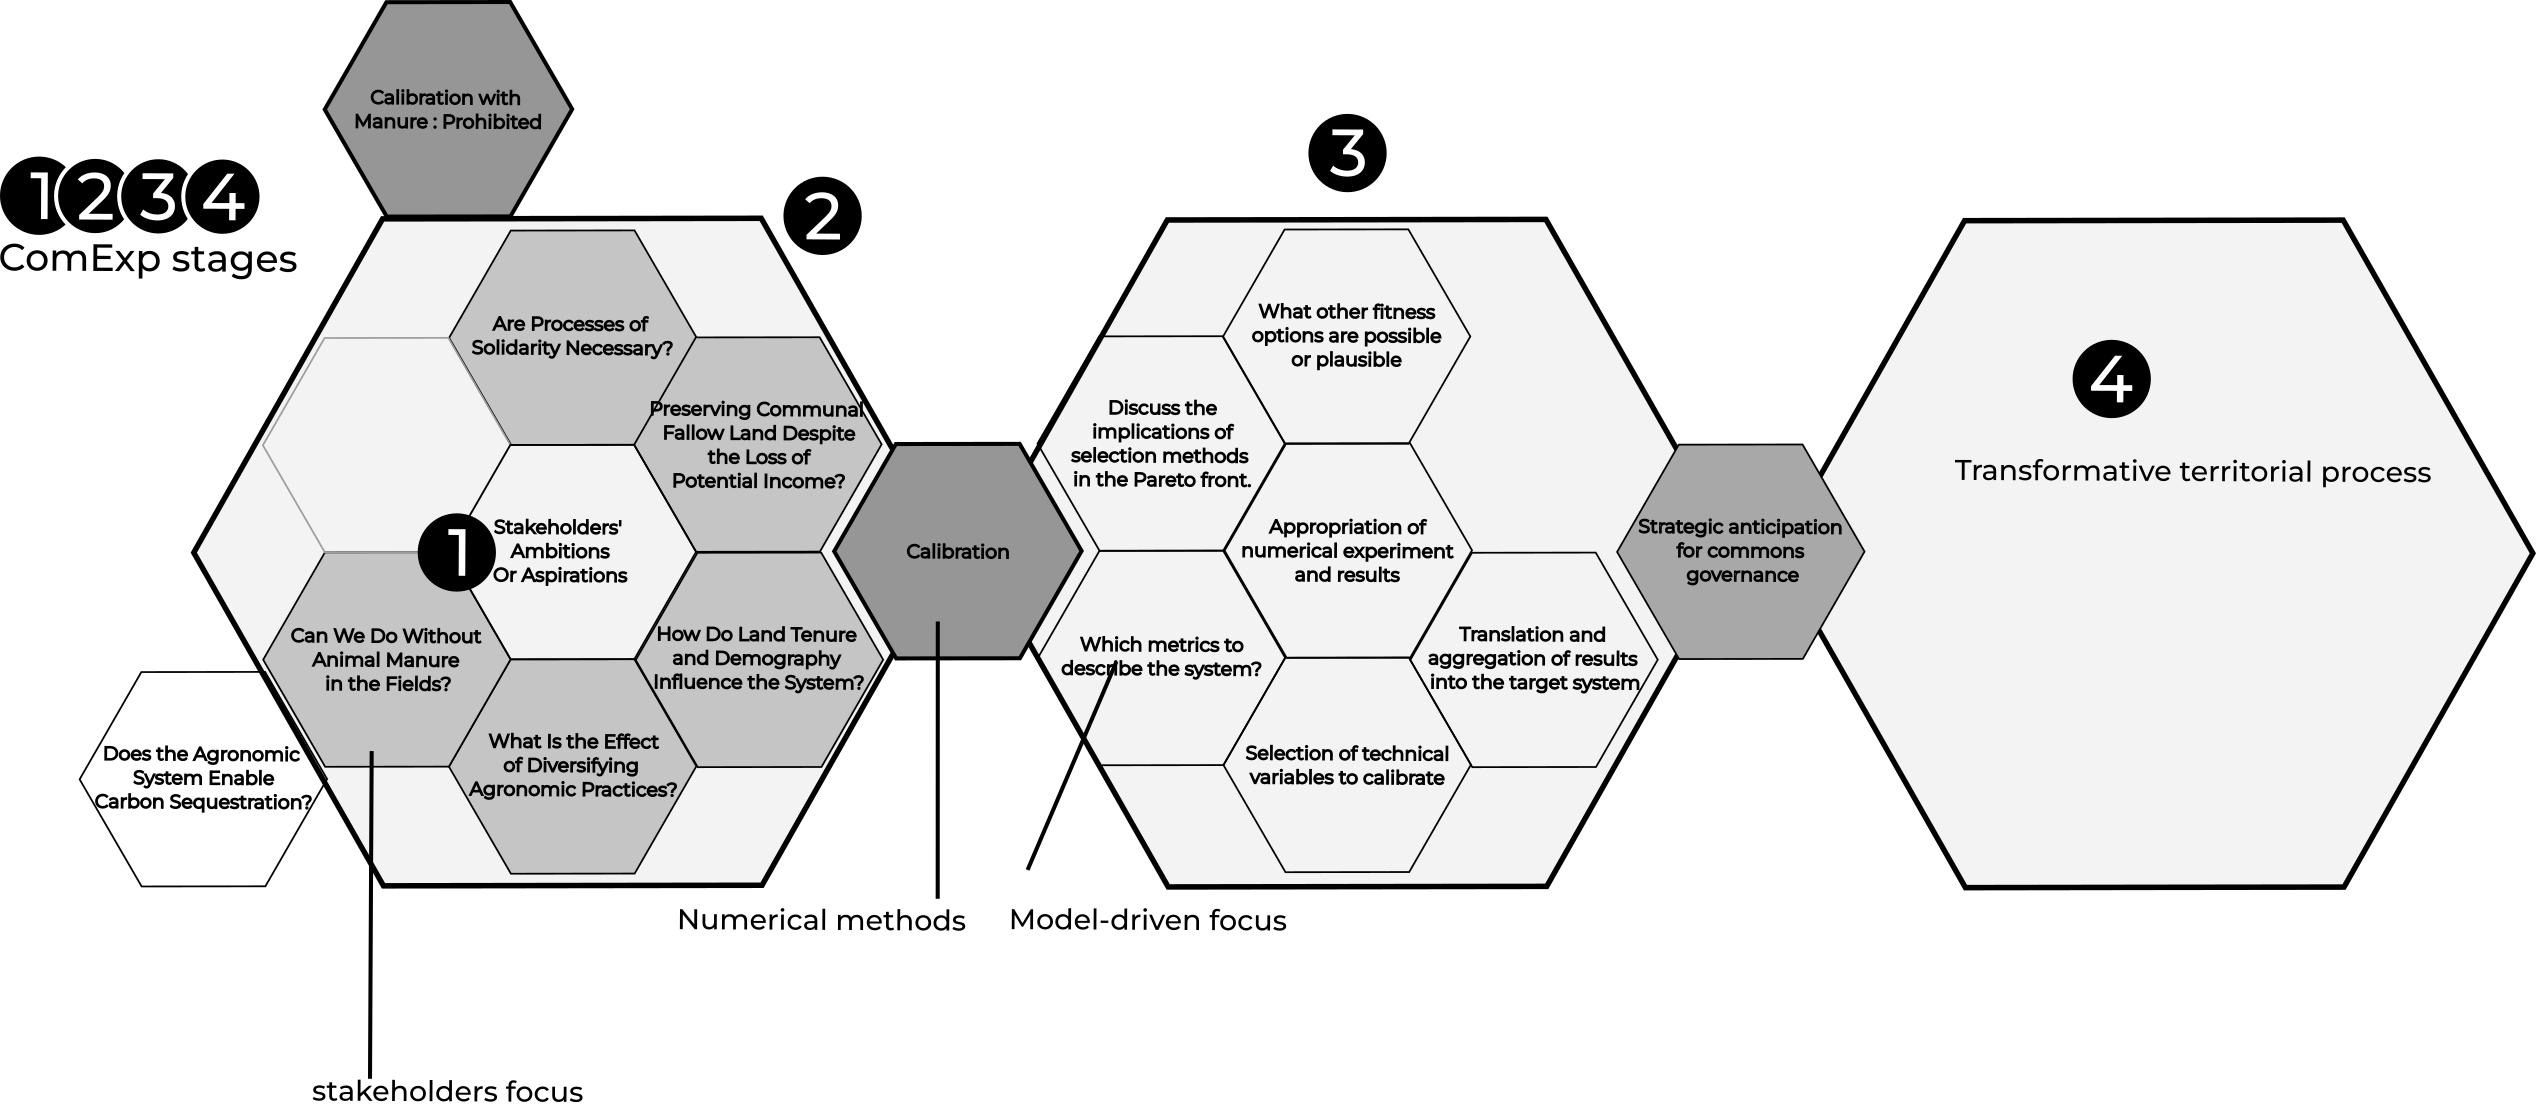 Calibration with
Manure : Prohibited
1 2 3 4
ComExp stages
2
3
Are Processes of
Solidarity Necessary?
Preserving Communal
Fallow Land Despite
the Loss of
Potential Income?
1
Stakeholders'
Ambitions
Or Aspirations
Can We Do Without
Animal Manure
in the Fields?
How Do Land Tenure
and Demography
Influence the System?
What Is the Effect
of Diversifying
Agronomic Practices?
Does the Agronomic
System Enable
Carbon Sequestration?
Calibration
What other fitness
options are possible
or plausible
Discuss the
implications of
selection methods
in the Pareto front.
Appropriation of
numerical experiment
and results
Which metrics to
describe the system?
Translation and
aggregation of results
into the target system
Selection of technical
variables to calibrate
Strategic anticipation
for commons
governance
4
Transformative territorial process
Numerical methods
Model-driven focus
stakeholders focus